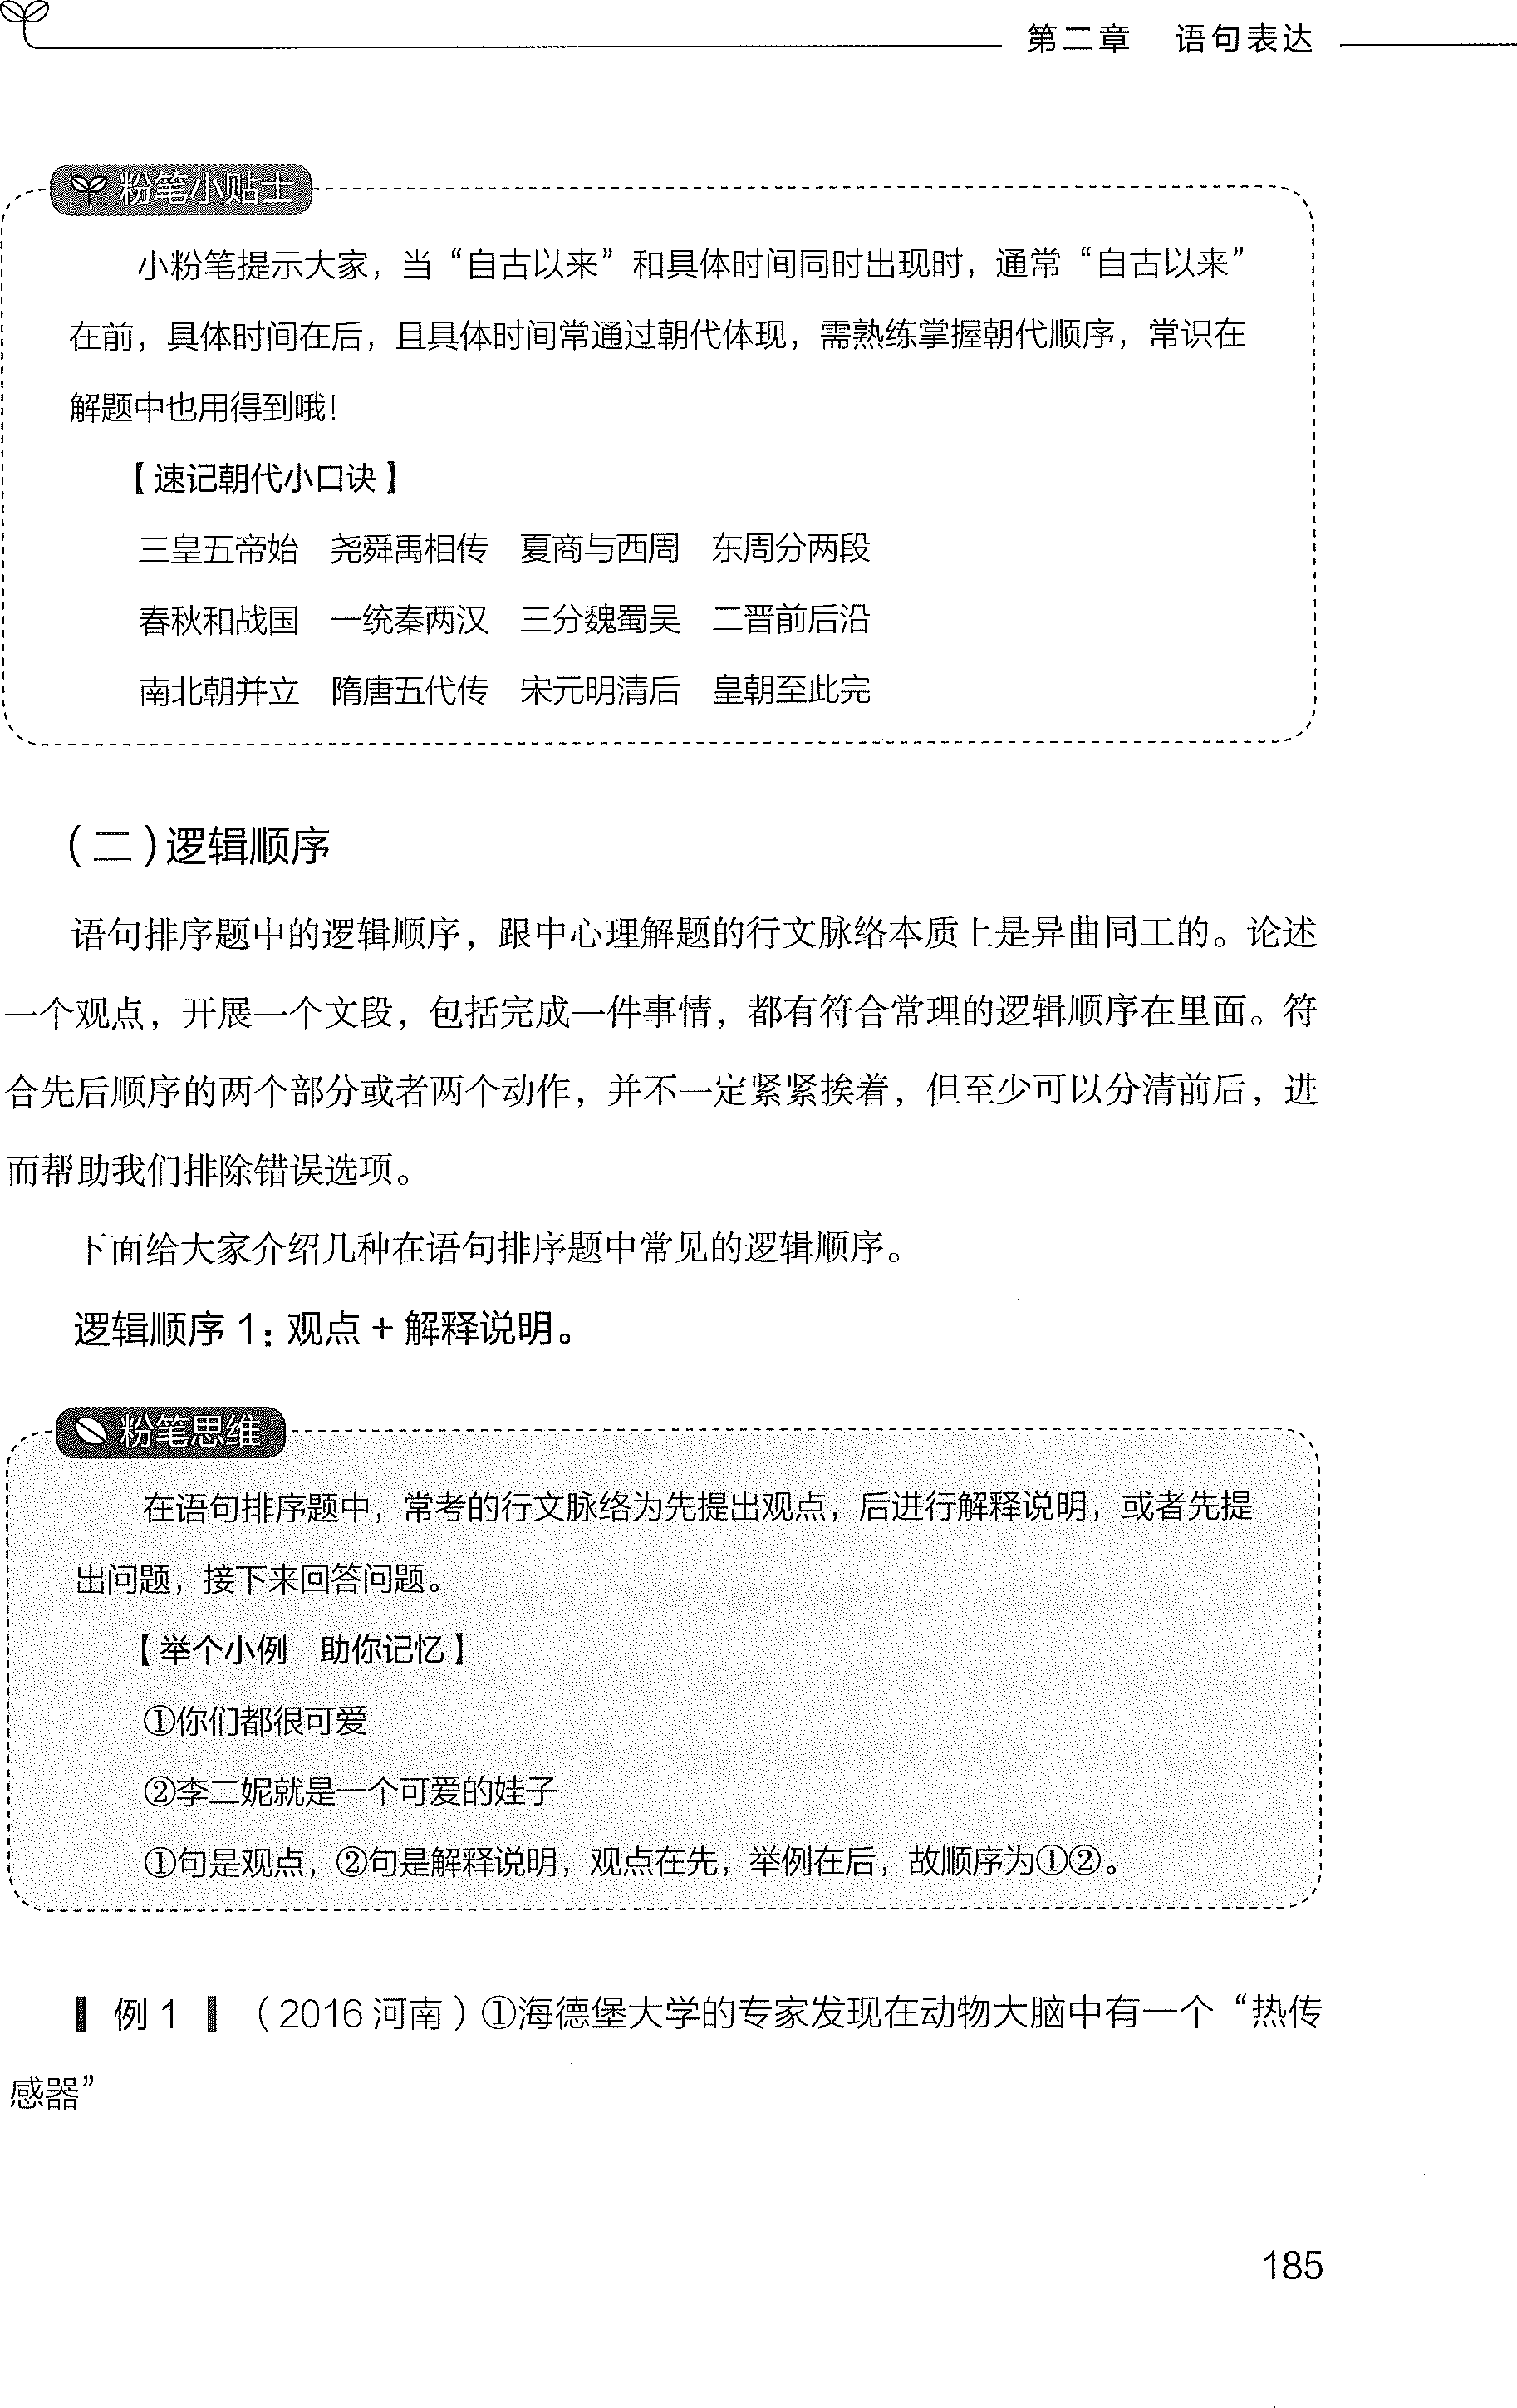 第二章 语句表达
粉笔小贴士
小粉笔提示大家，当“自古以来”和具体时间同时出现时，通常“自古以来”
在前，具体时间在后，且具体时间常通过朝代体现，需熟练掌握朝代顺序，常识在
解题中也用得到哦！
【速记朝代小口诀】
三皇五帝始 尧舜禹相传 夏商与西周 东周分两段
春秋和战国 一统秦两汉 三分魏蜀吴 二晋前后沿
南北朝并立 隋唐五代传 宋元明清后 皇朝至此完
（二）逻辑顺序
语句排序题中的逻辑顺序，跟中心理解题的行文脉络本质上是异曲同工的。论述
一个观点，开展一个文段，包括完成一件事情，都有符合常理的逻辑顺序在里面。符
合先后顺序的两个部分或者两个动作，并不一定紧紧挨着，但至少可以分清前后，进
而帮助我们排除错误选项。
下面给大家介绍几种在语句排序题中常见的逻辑顺序。
逻辑顺序 1：观点 + 解释说明。
粉笔思维
在语句排序题中，常考的行文脉络为先提出观点，后进行解释说明，或者先提
出问题，接下来回答问题。
【举个小例 助你记忆】
①你们都很可爱
②李二妮就是一个可爱的娃子
①句是观点，②句是解释说明，观点在先，举例在后，故顺序为①②。
例 1 （2016 河南）①海德堡大学的专家发现在动物大脑中有一个“热传
感器”
185